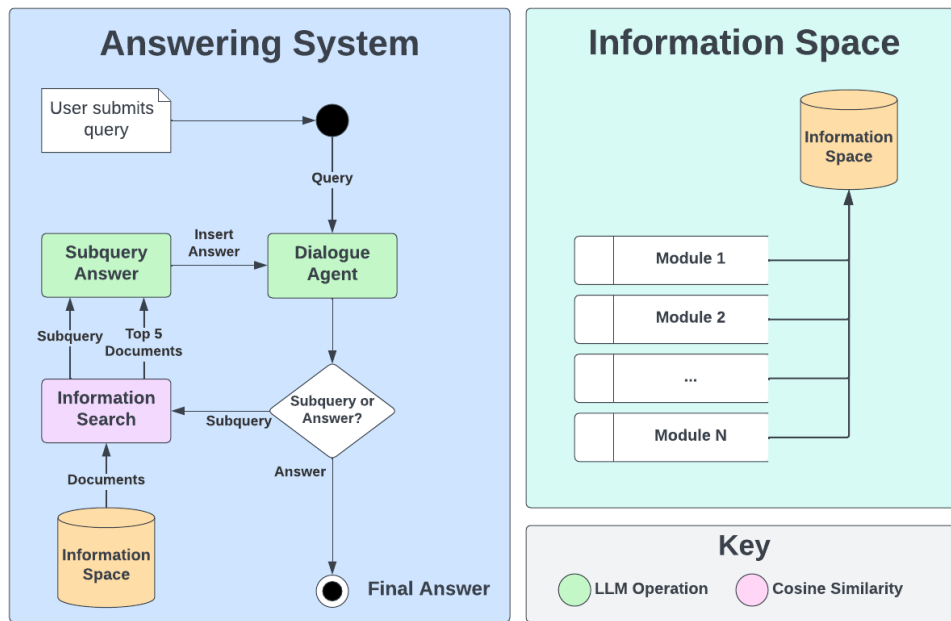 Answering System
User submits
query
Query
Subquery
Answer
Insert
Answer
Dialogue
Agent
Subquery
Top 5
Documents
Information
Search
Subquery
Subquery or
Answer?
Documents
Answer
Information
Space
Final Answer
Information Space
Information
Space
Module 1
Module 2
...
Module N
Key
LLM Operation
Cosine Similarity